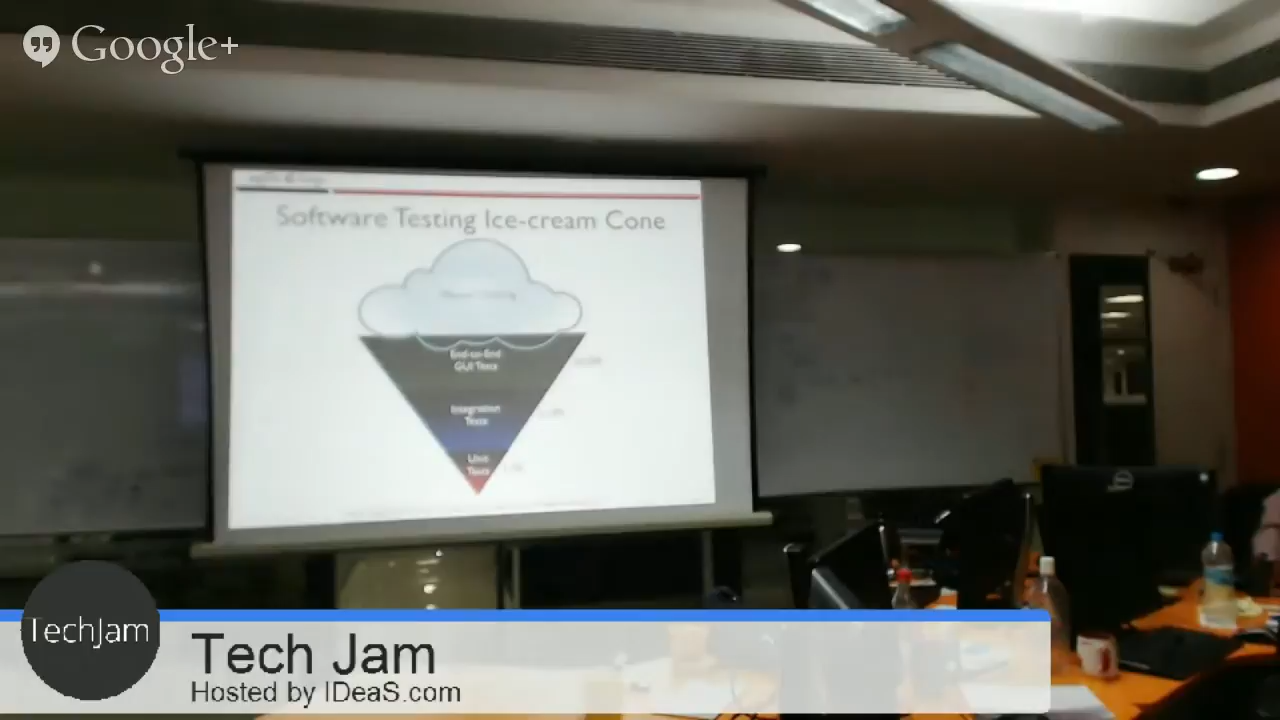 Google+
Software Testing Ice-cream Cone
End-to-End
GUI Tests
Integration
Tests
Unit
Tests
TechJam
Tech Jam
Hosted by IDeaS.com